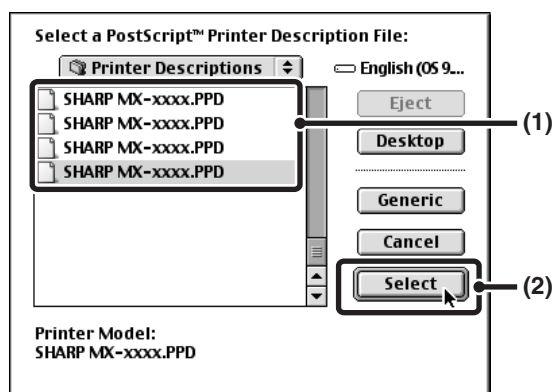 Select a PostScript™ Printer Description File:
Printer Descriptions
English (OS 9....
SHARP MX-xxxx.PPD
SHARP MX-xxxx.PPD
SHARP MX-xxxx.PPD
SHARP MX-xxxx.PPD
Eject
(1)
Desktop
Generic
Cancel
Select
(2)
Printer Model:
SHARP MX-xxxx.PPD